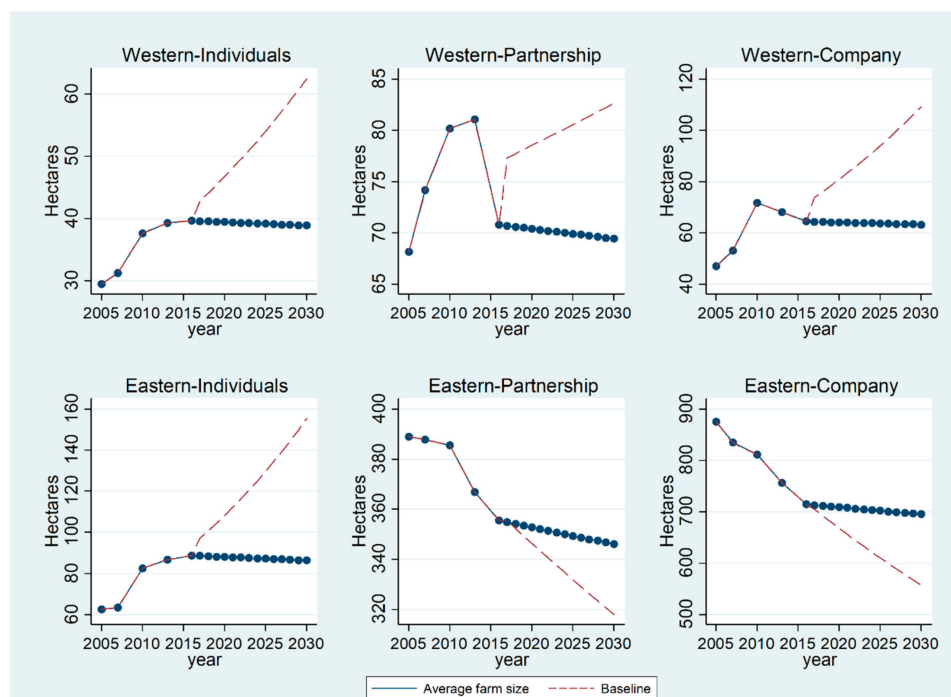 Western-Individuals
Hectares
30 40 50 60
2005 2010 2015 2020 2025 2030
year
Western-Partnership
Hectares
65 70 75 80 85
2005 2010 2015 2020 2025 2030
year
Western-Company
Hectares
40 60 80 100 120
2005 2010 2015 2020 2025 2030
year
Eastern-Individuals
Hectares
60 80 100 120 140 160
2005 2010 2015 2020 2025 2030
year
Eastern-Partnership
Hectares
320 340 360 380 400
2005 2010 2015 2020 2025 2030
year
Eastern-Company
Hectares
500 600 700 800 900
2005 2010 2015 2020 2025 2030
year
Average farm size Baseline